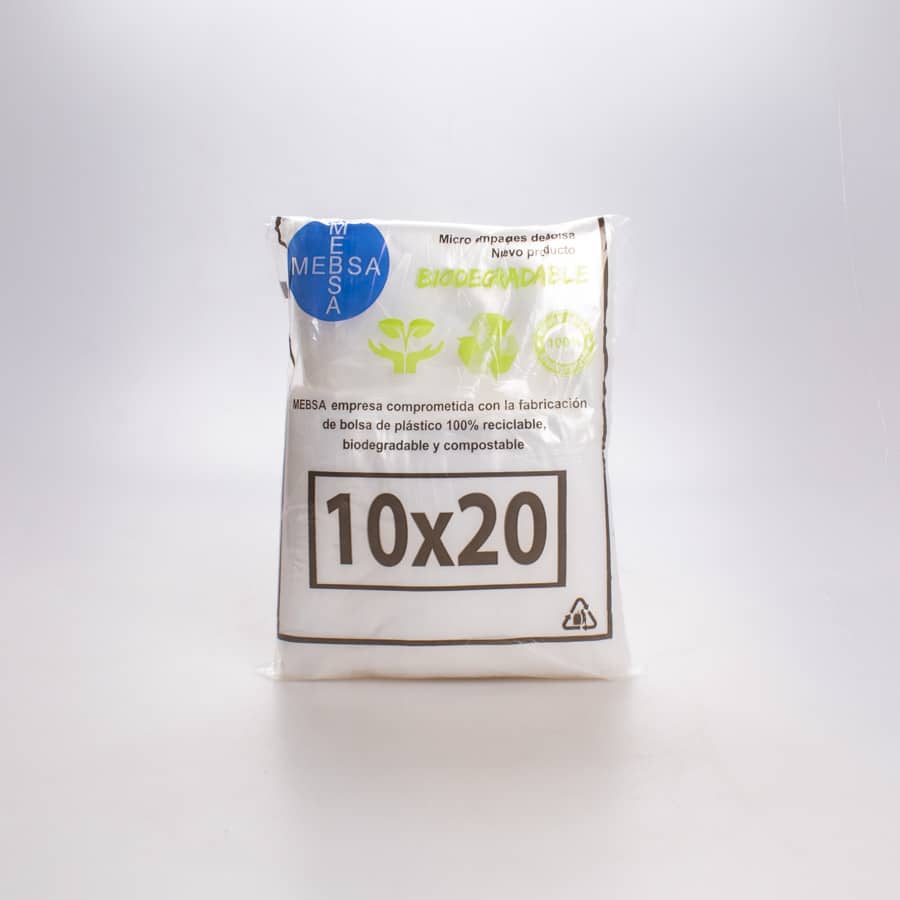 MEBSA
MEBSA
Micro empaques de bolsa
Nuevo producto
BIODEGRADABLE
100%
MEBSA empresa comprometida con la fabricación
de bolsa de plástico 100% reciclable,
biodegradable y compostable
10x20